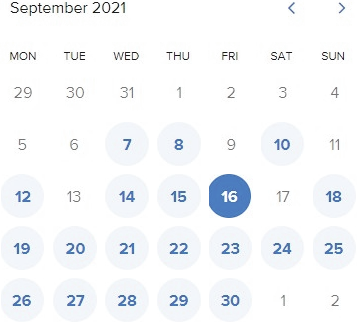 September 2021
MON TUE WED THU FRI SAT SUN
29 30 31 1 2 3 4
5 6 7 8 9 10 11
12 13 14 15 16 17 18
19 20 21 22 23 24 25
26 27 28 29 30 1 2